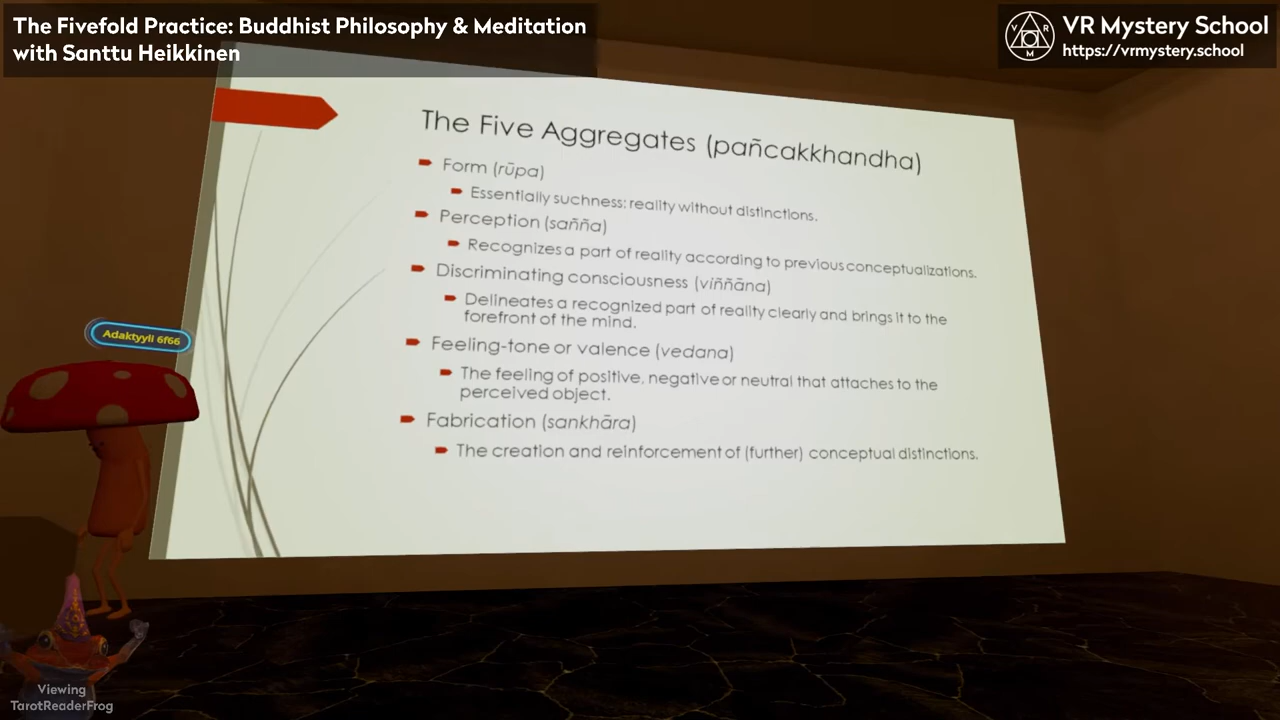 The Fivefold Practice: Buddhist Philosophy & Meditation
with Santtu Heikkinen
VR Mystery School
https://vrmystery.school
V R
M
The Five Aggregates (pañcakkhandha)
Form (rūpa)
Essentially suchness: reality without distinctions.
Perception (sañña)
Recognizes a part of reality according to previous conceptualizations.
Discriminating consciousness (viññāna)
Delineates a recognized part of reality clearly and brings it to the
forefront of the mind.
Feeling-tone or valence (vedana)
The feeling of positive, negative or neutral that attaches to the
perceived object.
Fabrication (sankhāra)
The creation and reinforcement of (further) conceptual distinctions.
Adaktyyli 6f66
Viewing
TarotReaderFrog